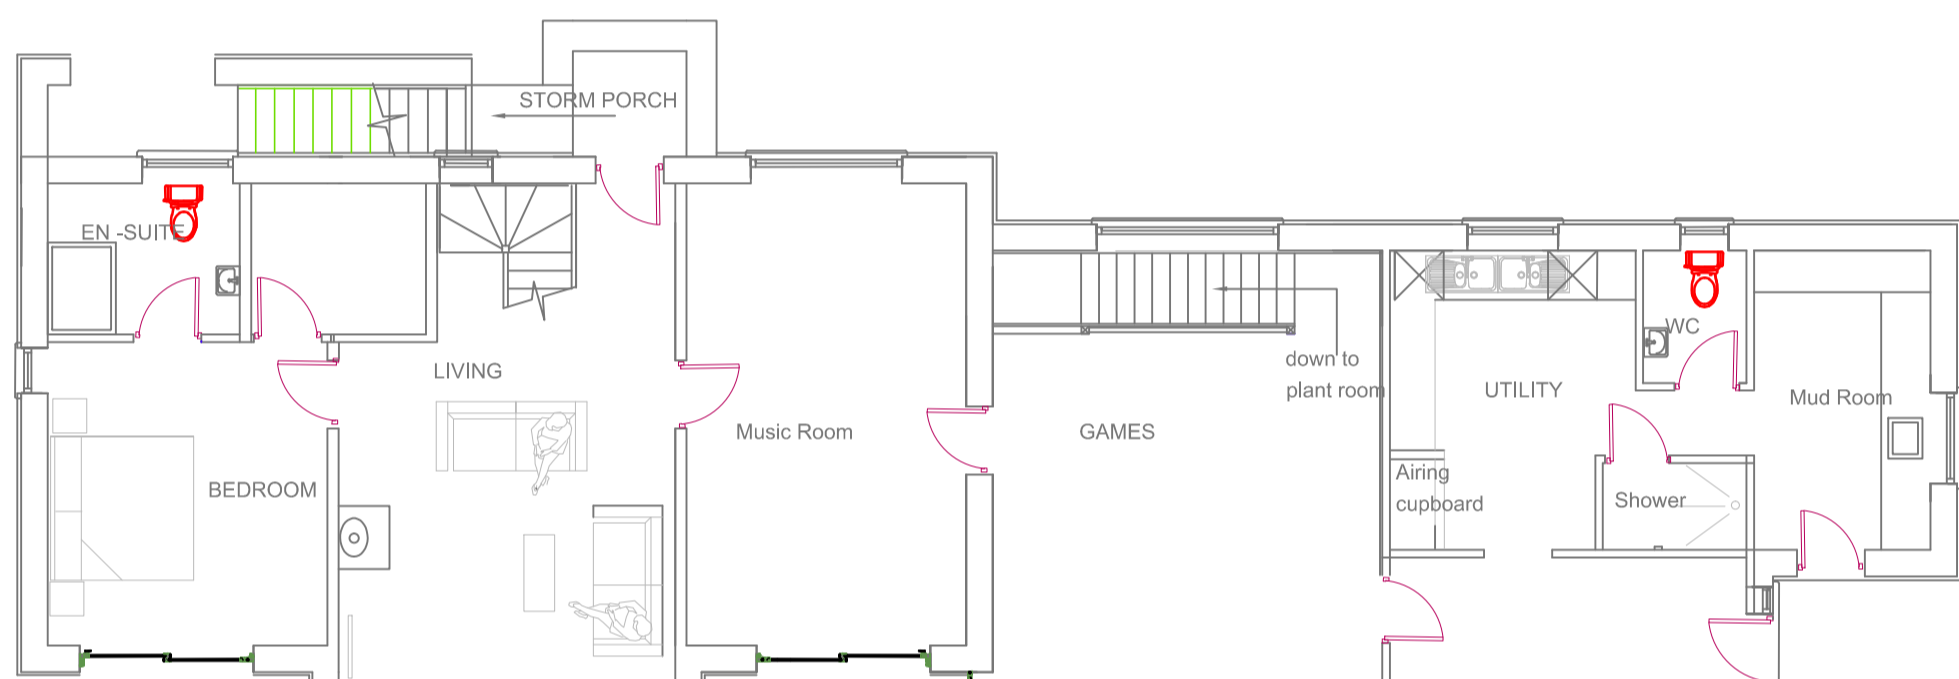 STORM PORCH
EN -SUITE
LIVING
BEDROOM
Music Room
GAMES
down to
plant room
UTILITY
WC
Mud Room
Airing
cupboard
Shower